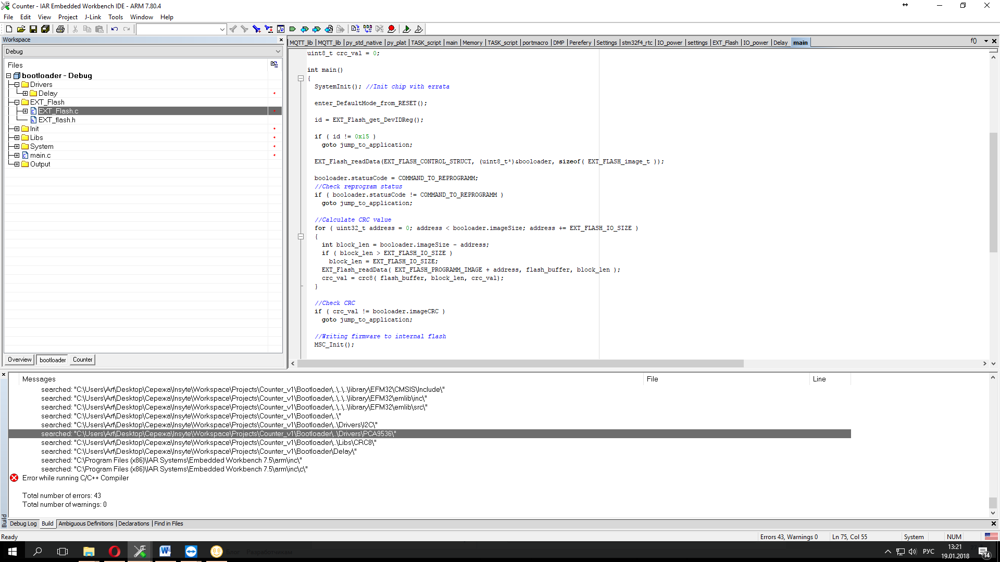 Counter - IAR Embedded Workbench IDE - ARM 7.80.4
File Edit View Project J-Link Tools Window Help
Workspace
MQTT_lib | MQTT_lib | py_std_native | py_plat | TASK_script | main | Memory | TASK_script | portmacro | DMP | Perefery | Settings | stm32f4_rtc | IO_power | settings | EXT_Flash | IO_power | Delay | main
f()
Debug
Files
bootloader - Debug
Drivers
Delay
EXT_Flash
EXT_Flash.c
EXT_flash.h
Init
Libs
System
main.c
Output
Overview bootloader Counter
uint8_t crc_val = 0;
int main()
{
SystemInit(); //Init chip with errata
enter_DefaultMode_from_RESET();
id = EXT_Flash_get_DevIDReg();
if ( id != 0x15 )
goto jump_to_application;
EXT_Flash_readData(EXT_FLASH_CONTROL_STRUCT, (uint8_t*)&booloader, sizeof( EXT_FLASH_image_t ));
booloader.statusCode = COMMAND_TO_REPROGRAMM;
//Check reprogram status
if ( booloader.statusCode != COMMAND_TO_REPROGRAMM )
goto jump_to_application;
//Calculate CRC value
for ( uint32_t address = 0; address < booloader.imageSize; address += EXT_FLASH_IO_SIZE )
{
int block_len = booloader.imageSize - address;
if ( block_len > EXT_FLASH_IO_SIZE )
block_len = EXT_FLASH_IO_SIZE;
EXT_Flash_readData( EXT_FLASH_PROGRAMM_IMAGE + address, flash_buffer, block_len );
crc_val = crc8( flash_buffer, block_len, crc_val);
}
//Check CRC
if ( crc_val != booloader.imageCRC )
goto jump_to_application;
//Writing firmware to internal flash
MSC_Init();
Messages File Line
searched: "C:\Users\Art\Desktop\Сережа\Insyte\Workspace\Projects\Counter_v1\Bootloader\..\..\..\library\EFM32\CMSIS\Include\"
searched: "C:\Users\Art\Desktop\Сережа\Insyte\Workspace\Projects\Counter_v1\Bootloader\..\..\..\library\EFM32\emlib\inc\"
searched: "C:\Users\Art\Desktop\Сережа\Insyte\Workspace\Projects\Counter_v1\Bootloader\..\..\..\library\EFM32\emlib\src\"
searched: "C:\Users\Art\Desktop\Сережа\Insyte\Workspace\Projects\Counter_v1\Bootloader\..\"
searched: "C:\Users\Art\Desktop\Сережа\Insyte\Workspace\Projects\Counter_v1\Bootloader\..\Drivers\I2C\"
searched: "C:\Users\Art\Desktop\Сережа\Insyte\Workspace\Projects\Counter_v1\Bootloader\..\Drivers\PCA9536\"
searched: "C:\Users\Art\Desktop\Сережа\Insyte\Workspace\Projects\Counter_v1\Bootloader\..\Libs\CRC8\"
searched: "C:\Users\Art\Desktop\Сережа\Insyte\Workspace\Projects\Counter_v1\Bootloader\Delay\"
searched: "C:\Program Files (x86)\IAR Systems\Embedded Workbench 7.5\arm\inc\"
searched: "C:\Program Files (x86)\IAR Systems\Embedded Workbench 7.5\arm\inc\c\"
Error while running C/C++ Compiler
Total number of errors: 43
Total number of warnings: 0
Build
Debug Log | Build | Ambiguous Definitions | Declarations | Find in Files
Ready Errors 43, Warnings 0 Ln 75, Col 55 System NUM
Блог Разработчикам
РУС 13:21
19.01.2018
14